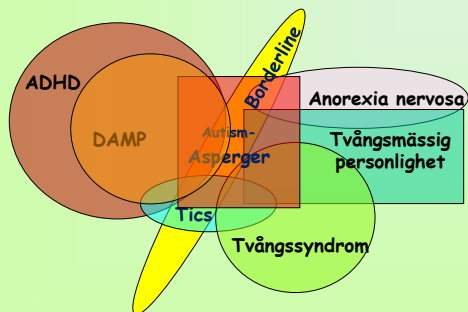 ADHD
Borderline
Anorexia nervosa
DAMP
Autism-
Asperger
Tvångsmässig
personlighet
Tics
Tvångssyndrom